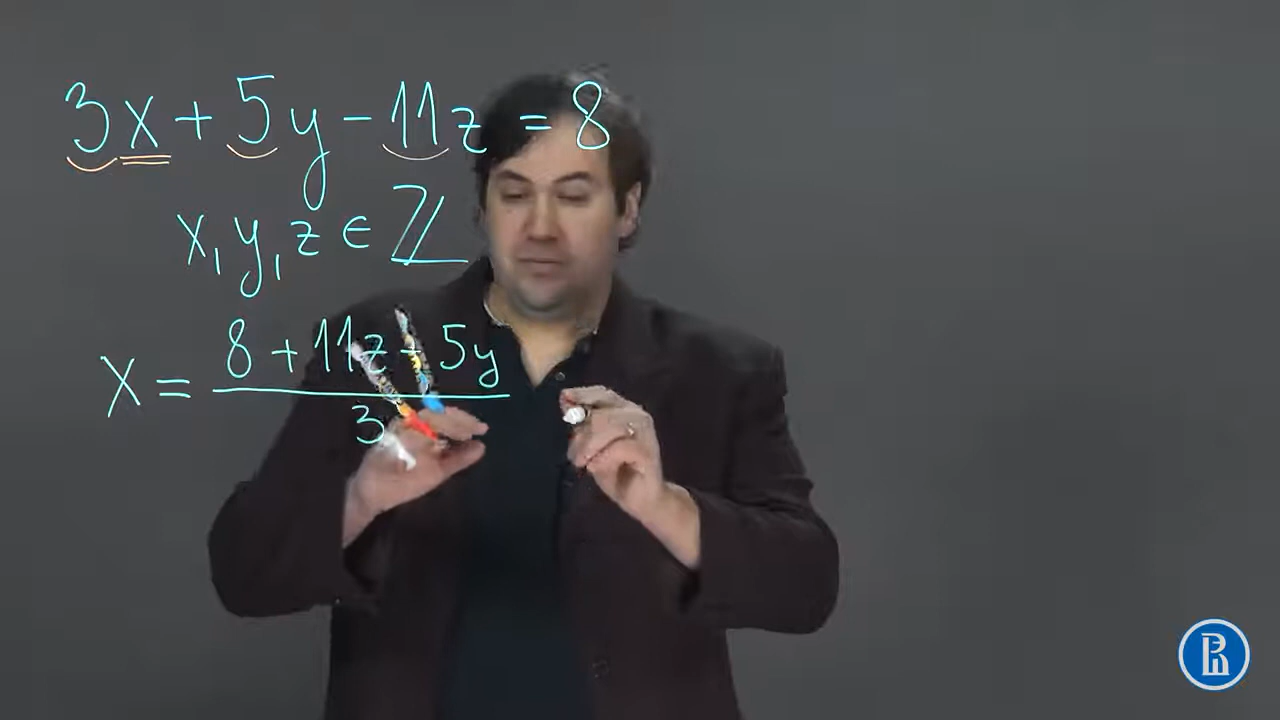 3x + 5y − 11z = 8
x, y, z ∈ ℤ
x = (8 + 11z − 5y) / 3